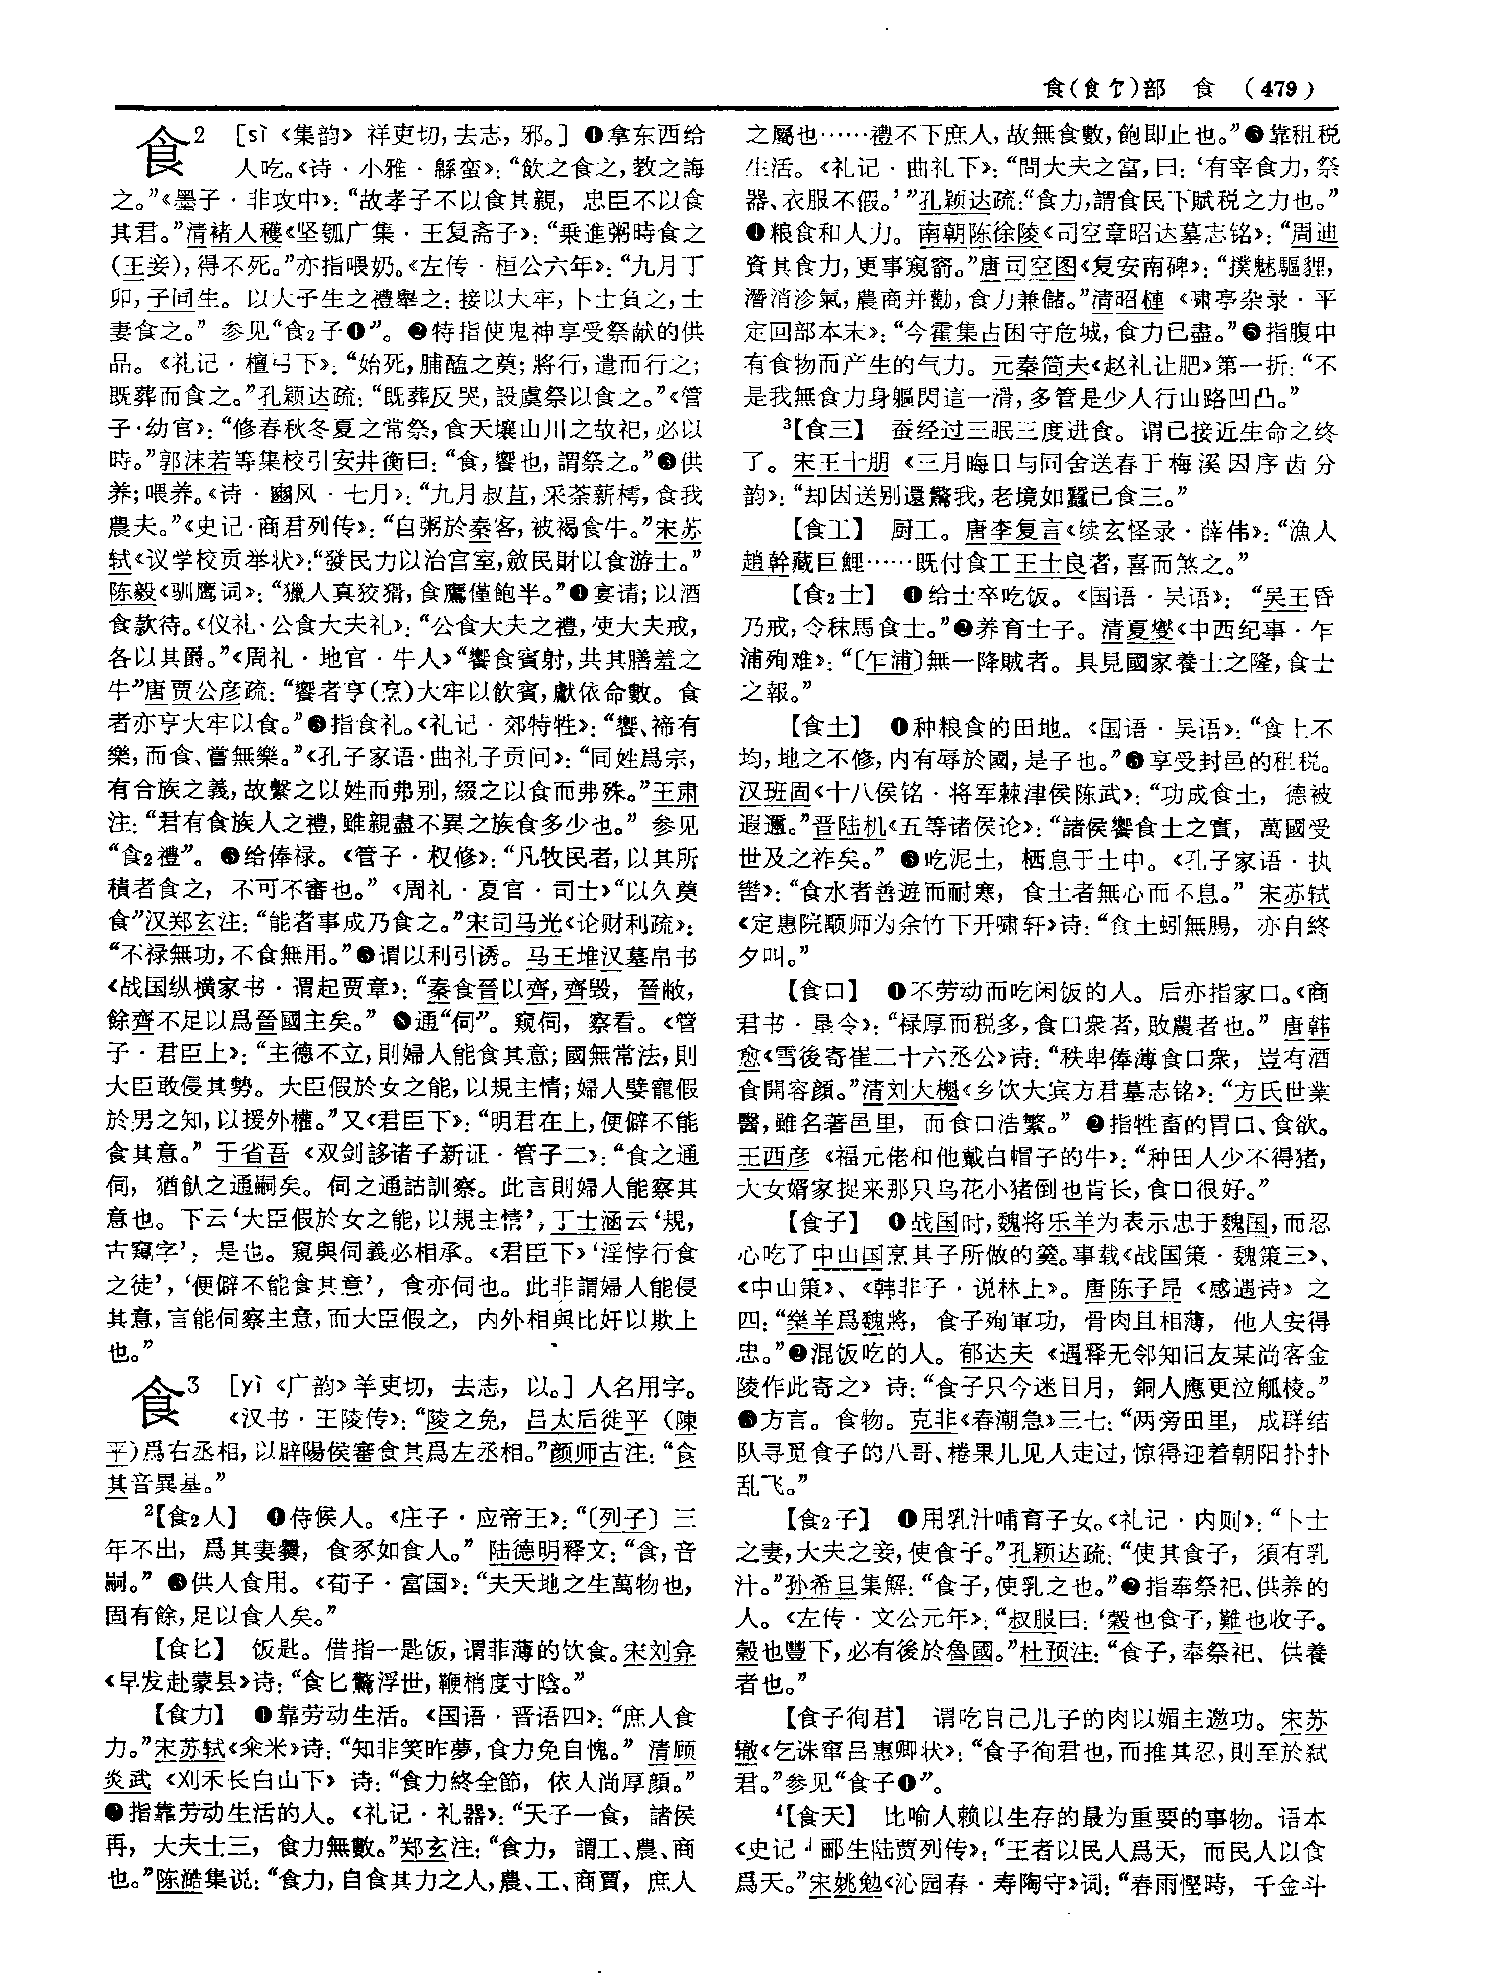 食(飠饣)部 食 (479)
食2 [sì《集韵》祥吏切,去志,邪。] ❶拿东西给
人吃。《诗·小雅·緜蛮》:“飲之食之,教之誨
之。”《墨子·非攻中》:“故孝子不以食其親, 忠臣不以食
其君。”清褚人穫《坚瓠广集·王复斋子》:“乘進粥時食之
(王妾),得不死。”亦指喂奶。《左传·桓公六年》:“九月丁
卯,子同生。以大子生之禮舉之:接以大牢,卜士負之,士
妻食之。” 参见“食2子❶”。 ❷特指使鬼神享受祭献的供
品。《礼记·檀弓下》:“始死,脯醢之奠;將行,遣而行之;
既葬而食之。”孔颖达疏:“既葬反哭,設虞祭以食之。”《管
子·幼官》:“修春秋冬夏之常祭,食天壤山川之故祀,必以
時。”郭沫若等集校引安井衡曰:“食,饗也,謂祭之。”❸供
养;喂养。《诗·豳风·七月》:“九月叔苴,采荼薪樗,食我
農夫。”《史记·商君列传》:“自粥於秦客,被褐食牛。”宋苏
轼《议学校贡举状》:“發民力以治宫室,斂民財以食游士。”
陈毅《驯鹰词》:“獵人真狡猾,食鷹僅飽半。”❹宴请;以酒
食款待。《仪礼·公食大夫礼》:“公食大夫之禮,使大夫戒,
各以其爵。”《周礼·地官·牛人》“饗食賓射,共其膳羞之
牛”唐贾公彦疏:“饗者亨(烹)大牢以飲賓,獻依命數。食
者亦亨大牢以食。”❺指食礼。《礼记·郊特牲》:“饗、禘有
樂,而食、嘗無樂。”《孔子家语·曲礼子贡问》:“同姓爲宗,
有合族之義,故繫之以姓而弗别,綴之以食而弗殊。”王肃
注:“君有食族人之禮,雖親盡不異之族食多少也。” 参见
“食2禮”。 ❻给俸禄。《管子·权修》:“凡牧民者,以其所
積者食之, 不可不審也。” 《周礼·夏官·司士》“以久奠
食”汉郑玄注:“能者事成乃食之。”宋司马光《论财利疏》:
“不禄無功,不食無用。”❼谓以利引诱。马王堆汉墓帛书
《战国纵横家书·谓起贾章》:“秦食晉以齊,齊毁, 晉敝,
餘齊不足以爲晉國主矣。” ❽通“伺”。窥伺,察看。《管
子·君臣上》:“主德不立,則婦人能食其意;國無常法,則
大臣敢侵其勢。大臣假於女之能,以規主情;婦人嬖寵假
於男之知,以援外權。”又《君臣下》:“明君在上,便僻不能
食其意。” 于省吾《双剑誃诸子新证·管子二》:“食之通
伺, 猶飤之通嗣矣。伺之通詁訓察。此言則婦人能察其
意也。下云‘大臣假於女之能,以規主情’,丁士涵云‘規,
古窺字’,是也。窺與伺義必相承。《君臣下》‘淫悖行食
之徒’,‘便僻不能食其意’, 食亦伺也。此非謂婦人能侵
其意,言能伺察主意,而大臣假之, 内外相與比奸以欺上
也。”
食3 [yì《广韵》羊吏切, 去志, 以。] 人名用字。
《汉书·王陵传》:“陵之免, 吕太后徙平 (陳
平)爲右丞相,以辟陽侯審食其爲左丞相。”颜师古注:“食
其音異基。”
2【食2人】 ❶侍候人。《庄子·应帝王》:“〔列子〕三
年不出, 爲其妻爨, 食豕如食人。” 陆德明释文:“食,音
嗣。” ❷供人食用。《荀子·富国》:“夫天地之生萬物也,
固有餘,足以食人矣。”
【食匕】 饭匙。借指一匙饭,谓菲薄的饮食。宋刘弇
《早发赴蒙县》诗:“食匕驚浮世,鞭梢度寸陰。”
【食力】 ❶靠劳动生活。《国语·晋语四》:“庶人食
力。”宋苏轼《籴米》诗:“知非笑昨夢,食力免自愧。” 清顾
炎武《刈禾长白山下》诗:“食力終全節, 依人尚厚顔。”
❷指靠劳动生活的人。《礼记·礼器》:“天子一食, 諸侯
再, 大夫士三, 食力無數。”郑玄注:“食力, 謂工、農、商
也。”陈澔集说:“食力,自食其力之人,農、工、商賈, 庶人
之屬也……禮不下庶人,故無食數,飽即止也。”❸靠租税
生活。《礼记·曲礼下》:“問大夫之富,曰:‘有宰食力,祭
器、衣服不假。’”孔颖达疏:“食力,謂食民下賦税之力也。”
❹粮食和人力。南朝陈徐陵《司空章昭达墓志铭》:“周迪
資其食力,更事窺窬。”唐司空图《复安南碑》:“撲魅驅貍,
潛消沴氣,農商并勸,食力兼儲。”清昭梿《啸亭杂录·平
定回部本末》:“今霍集占困守危城,食力已盡。”❺指腹中
有食物而产生的气力。元秦简夫《赵礼让肥》第一折:“不
是我無食力身軀閃這一滑,多管是少人行山路凹凸。”
3【食三】 蚕经过三眠三度进食。谓已接近生命之终
了。宋王十朋《三月晦日与同舍送春于梅溪因序齿分
韵》:“却因送别還驚我,老境如蠶已食三。”
【食工】 厨工。唐李复言《续玄怪录·薛伟》:“漁人
趙幹藏巨鯉……既付食工王士良者,喜而煞之。”
【食2士】 ❶给士卒吃饭。《国语·吴语》:“吴王昏
乃戒,令秣馬食士。”❷养育士子。清夏燮《中西纪事·乍
浦殉难》:“〔乍浦〕無一降賊者。具見國家養士之隆,食士
之報。”
【食土】 ❶种粮食的田地。《国语·吴语》:“食土不
均,地之不修,内有辱於國,是子也。”❷享受封邑的租税。
汉班固《十八侯铭·将军棘津侯陈武》:“功成食土, 德被
遐邇。”晋陆机《五等诸侯论》:“諸侯饗食土之實, 萬國受
世及之祚矣。” ❸吃泥土, 栖息于土中。《孔子家语·执
辔》:“食水者善遊而耐寒, 食土者無心而不息。” 宋苏轼
《定惠院颙师为余竹下开啸轩》诗:“食土蚓無腸, 亦自終
夕叫。”
【食口】 ❶不劳动而吃闲饭的人。后亦指家口。《商
君书·垦令》:“禄厚而税多,食口衆者,敗農者也。” 唐韩
愈《雪後寄崔二十六丞公》诗:“秩卑俸薄食口衆, 豈有酒
食開容顔。”清刘大櫆《乡饮大宾方君墓志铭》:“方氏世業
醫,雖名著邑里, 而食口浩繁。” ❷指牲畜的胃口、食欲。
王西彦《福元佬和他戴白帽子的牛》:“种田人少不得猪,
大女婿家捉来那只乌花小猪倒也肯长,食口很好。”
【食子】 ❶战国时,魏将乐羊为表示忠于魏国,而忍
心吃了中山国烹其子所做的羹。事载《战国策·魏策三》、
《中山策》、《韩非子·说林上》。唐陈子昂《感遇诗》之
四:“樂羊爲魏將, 食子殉軍功, 骨肉且相薄, 他人安得
忠。”❷混饭吃的人。郁达夫《遇释无邻知旧友某尚客金
陵作此寄之》诗:“食子只今迷日月, 銅人應更泣觚棱。”
❸方言。食物。克非《春潮急》三七:“两旁田里, 成群结
队寻觅食子的八哥、棬果儿见人走过,惊得迎着朝阳扑扑
乱飞。”
【食2子】 ❶用乳汁哺育子女。《礼记·内则》:“卜士
之妻,大夫之妾,使食子。”孔颖达疏:“使其食子, 須有乳
汁。”孙希旦集解:“食子,使乳之也。”❷指奉祭祀、供养的
人。《左传·文公元年》:“叔服曰:‘穀也食子,難也收子。
穀也豐下,必有後於魯國。”杜预注:“食子,奉祭祀、供養
者也。”
【食子徇君】 谓吃自己儿子的肉以媚主邀功。宋苏
辙《乞诛窜吕惠卿状》:“食子徇君也,而推其忍,則至於弑
君。”参见“食子❶”。
4【食天】 比喻人赖以生存的最为重要的事物。语本
《史记·郦生陆贾列传》:“王者以民人爲天, 而民人以食
爲天。”宋姚勉《沁园春·寿陶守》词:“春雨慳時, 千金斗